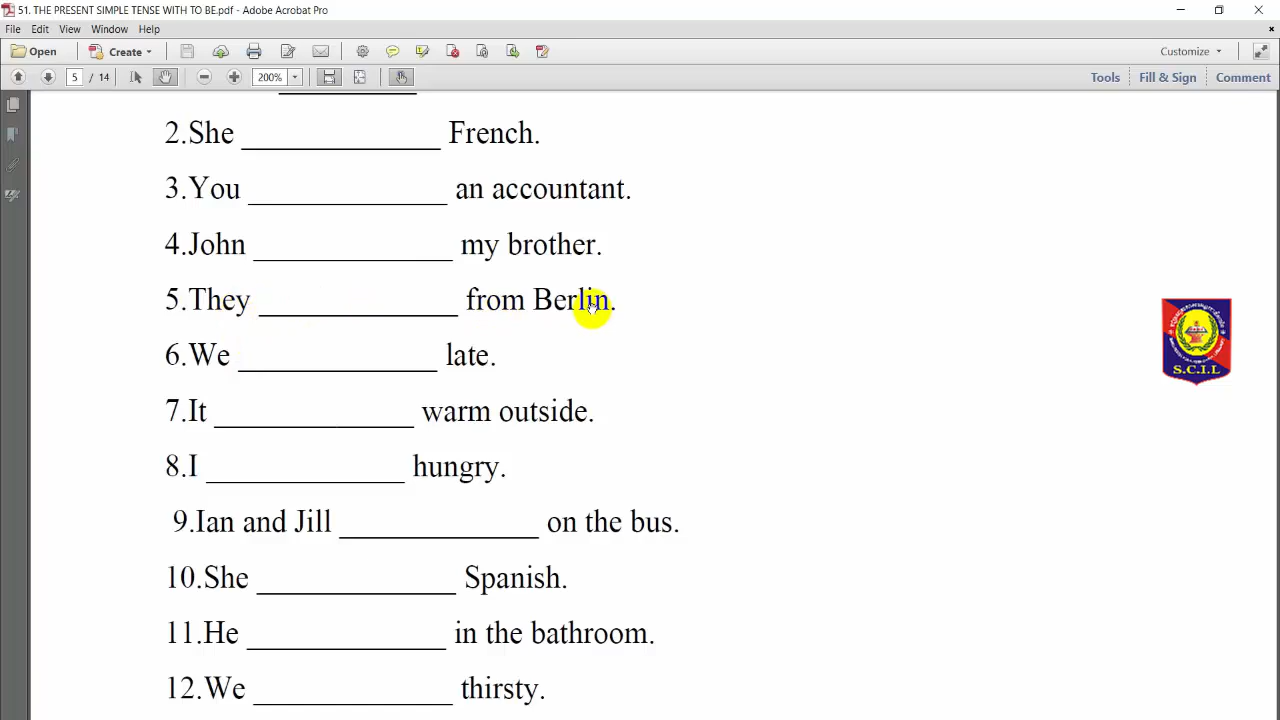 51. THE PRESENT SIMPLE TENSE WITH TO BE.pdf - Adobe Acrobat Pro
File Edit View Window Help
Open Create Customize
5 / 14 200% Tools Fill & Sign Comment
2.She ______________ French.
3.You ______________ an accountant.
4.John ______________ my brother.
5.They ______________ from Berlin.
6.We ______________ late.
7.It ______________ warm outside.
8.I ______________ hungry.
9.Ian and Jill ______________ on the bus.
10.She ______________ Spanish.
11.He ______________ in the bathroom.
12.We ______________ thirsty.
S.C.I.L